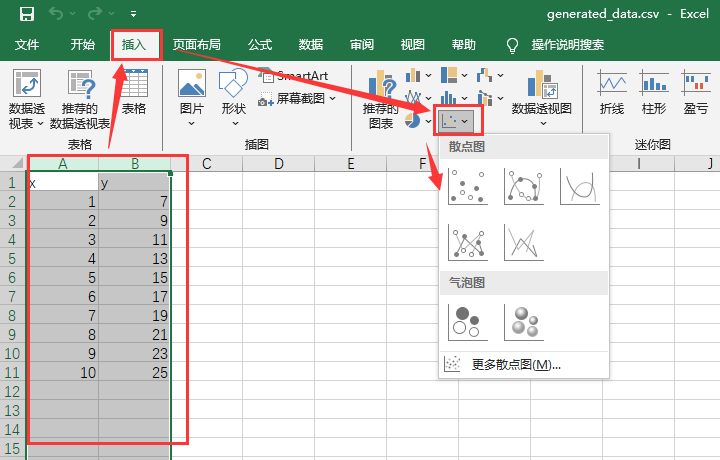 generated_data.csv - Excel
文件 开始 插入 页面布局 公式 数据 审阅 视图 帮助 操作说明搜索
数据透视表 推荐的数据透视表 表格
表格
图片 形状 SmartArt 屏幕截图
插图
推荐的图表
数据透视图
折线 柱形 盈亏
迷你图
散点图
气泡图
更多散点图(M)...
A B C D E F I J
1 x y
2 1 7
3 2 9
4 3 11
5 4 13
6 5 15
7 6 17
8 7 19
9 8 21
10 9 23
11 10 25
12
13
14
15